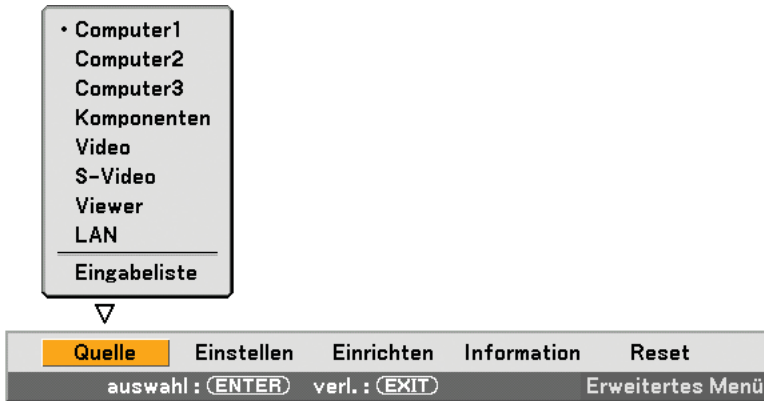 • Computer1
Computer2
Computer3
Komponenten
Video
S-Video
Viewer
LAN
Eingabeliste
Quelle Einstellen Einrichten Information Reset
auswahl : ENTER verl. : EXIT Erweitertes Menü